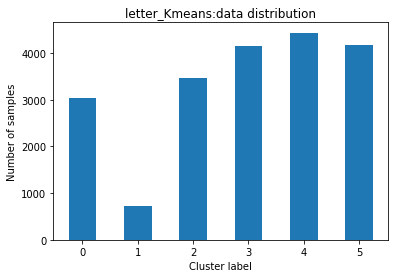 letter_Kmeans:data distribution
Number of samples
4000
3000
2000
1000
0
0 1 2 3 4 5
Cluster label